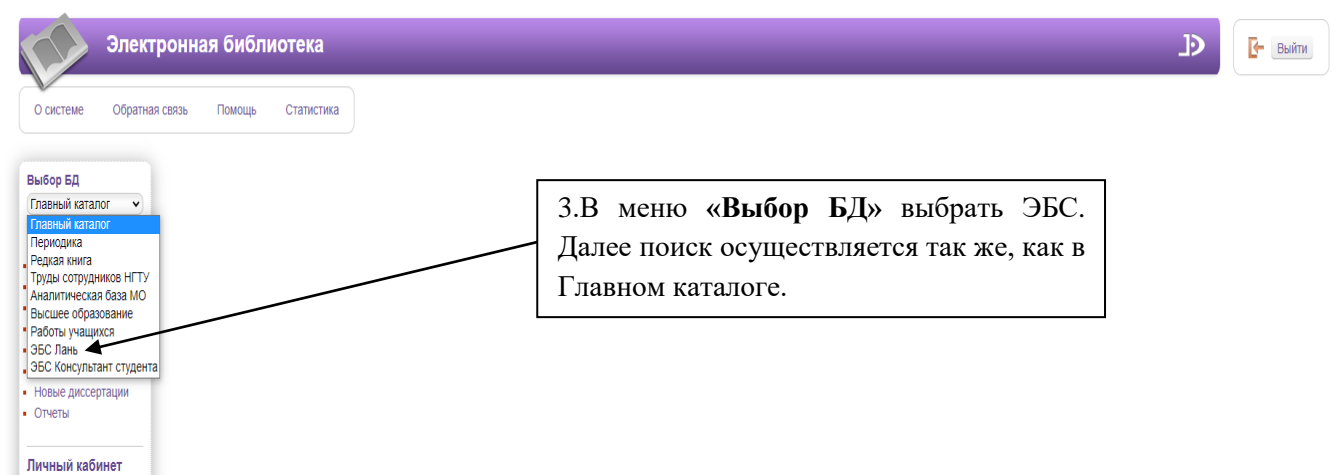 Электронная библиотека
Выйти
О системе Обратная связь Помощь Статистика
Выбор БД
Главный каталог
Главный каталог
Периодика
Редкая книга
Труды сотрудников НГТУ
Аналитическая база МО
Высшее образование
Работы учащихся
ЭБС Лань
ЭБС Консультант студента
Новые диссертации
Отчеты
Личный кабинет
3.В меню «Выбор БД» выбрать ЭБС.
Далее поиск осуществляется так же, как в
Главном каталоге.